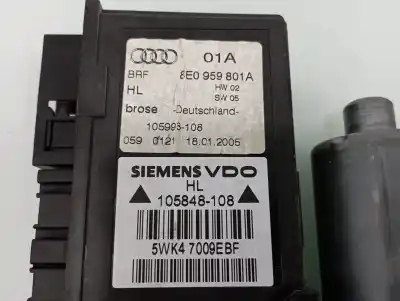 01A
BRF 8E0 959 801A
HL HW 02
SW 05
brose -Deutschland-
105993-108
059 0121 18.01.2005
SIEMENS VDO
HL
105848-108
5WK4 7009EBF